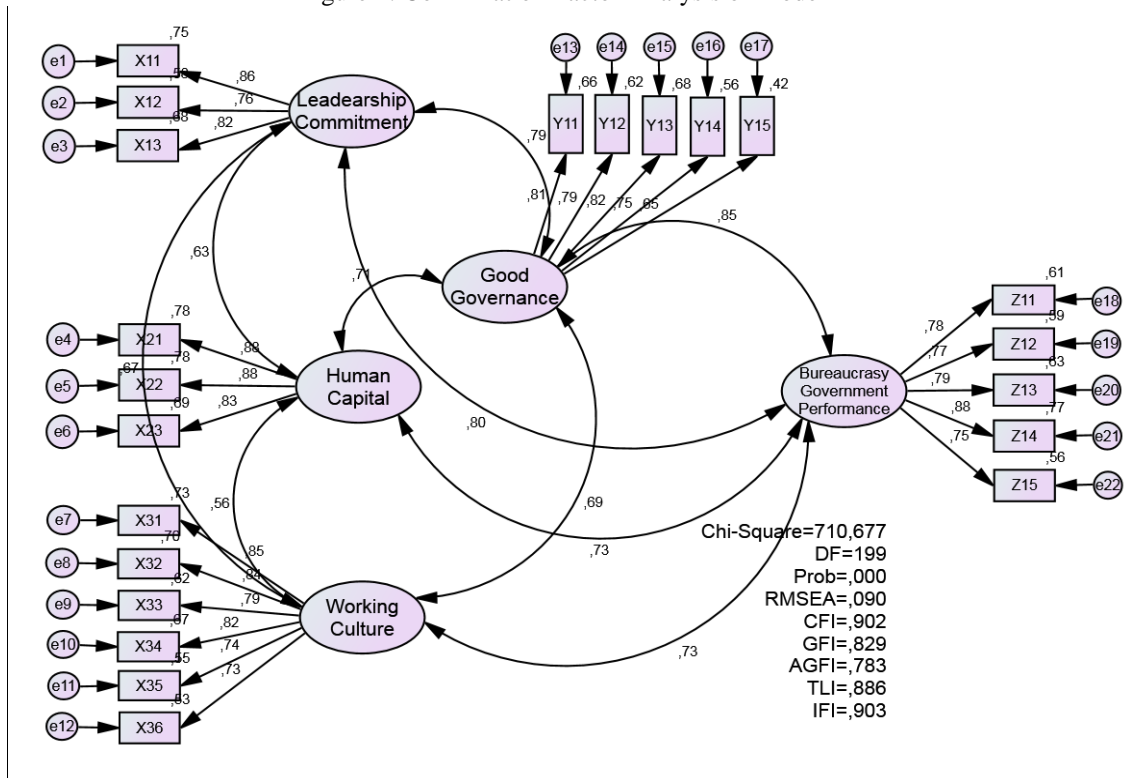 ,75
e1
X11
,86
e2
X12
,76
e3
X13
,82
Leadearship
Commitment
e13
e14
e15
e16
e17
,66
,62
,68
,56
,42
Y11
Y12
Y13
Y14
Y15
,79
,81
,79
,82
,75
,63
,71
Good
Governance
,85
,61
Z11
e18
,78
,59
Z12
e19
,77
,63
Z13
e20
,79
,77
Z14
e21
,88
,56
Z15
e22
,75
Bureaucrasy
Government
Performance
,78
e4
X21
,88
,78
e5
X22
,88
,67
,69
e6
X23
,83
Human
Capital
,80
,56
,69
,73
,73
e7
X31
,85
,70
e8
X32
,84
,62
e9
X33
,79
,67
e10
X34
,82
,55
e11
X35
,74
,53
e12
X36
,73
Working
Culture
,73
Chi-Square=710,677
DF=199
Prob=,000
RMSEA=,090
CFI=,902
GFI=,829
AGFI=,783
TLI=,886
IFI=,903